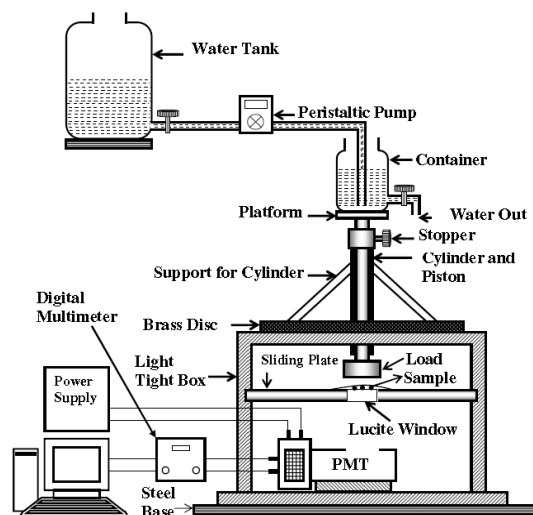 Water Tank
Peristaltic Pump
Container
Platform
Water Out
Stopper
Support for Cylinder
Cylinder and
Piston
Digital
Multimeter
Brass Disc
Light
Tight Box
Sliding Plate
Load
Sample
Power
Supply
Lucite Window
PMT
Steel
Base